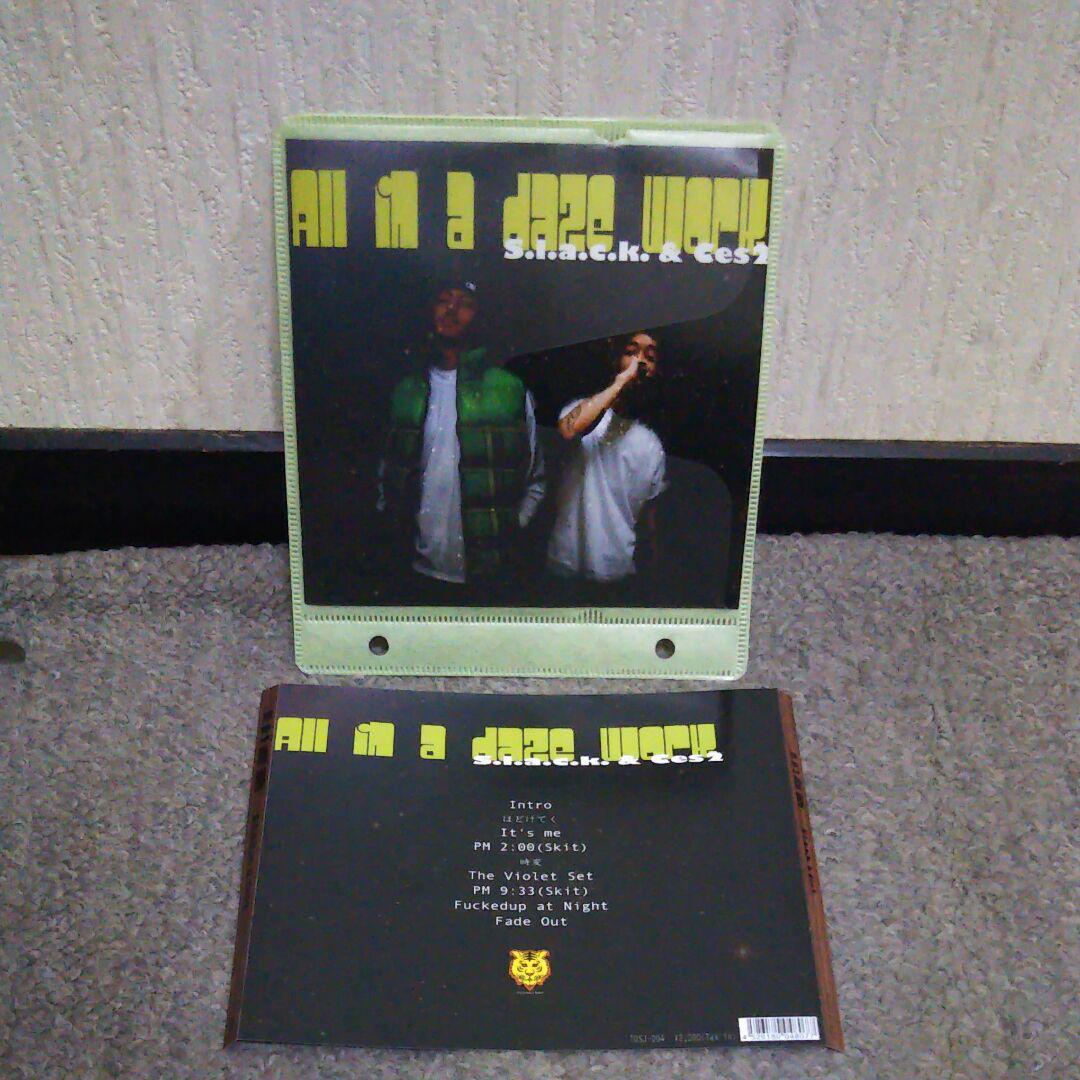 All in a daze work
S.l.a.c.k. & Ces2
All in a daze work
S.l.a.c.k. & Ces2
Intro
ほどけてく
It's me
PM 2:00(Skit)
時変
The Violet Set
PM 9:33(Skit)
Fuckedup at Night
Fade Out